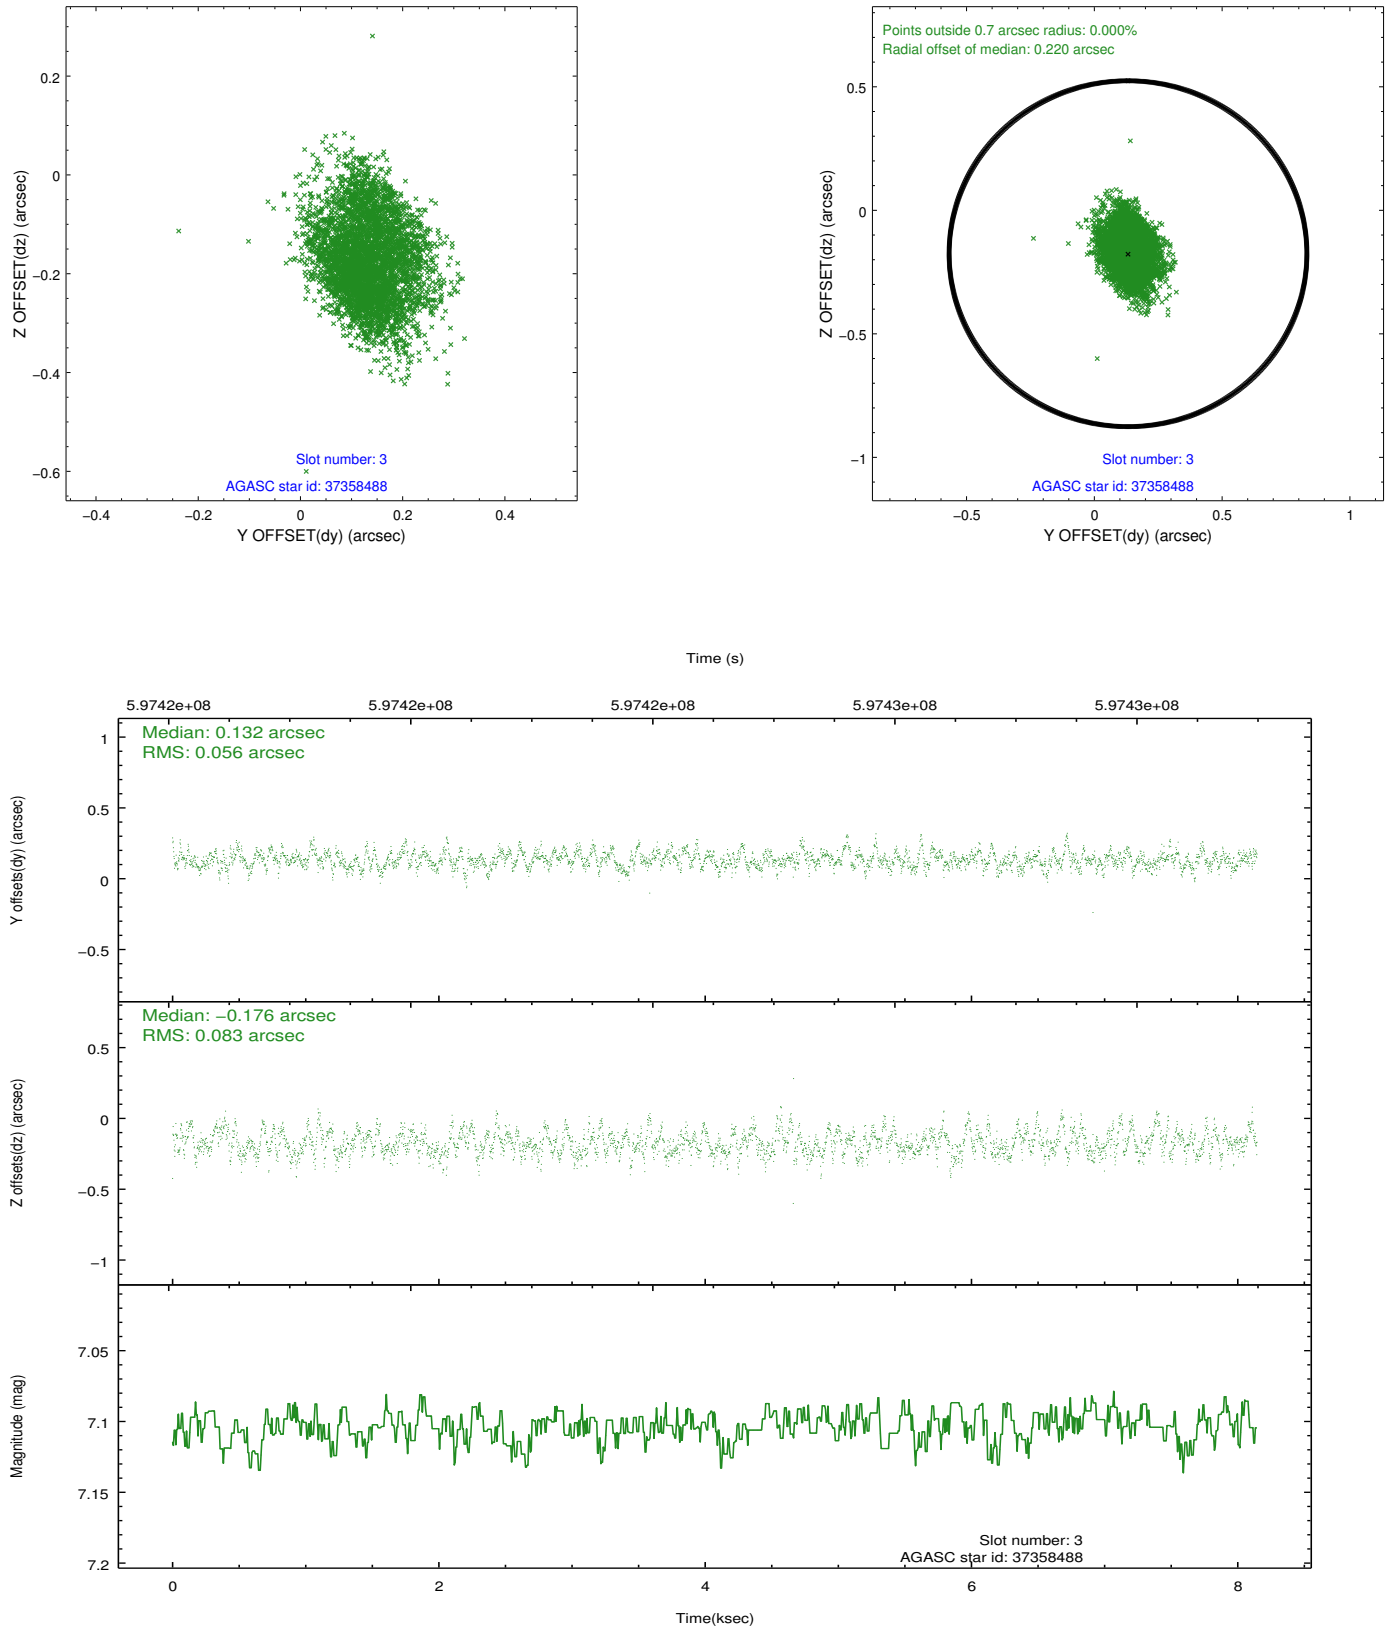 0.2
0
−0.2
−0.4
−0.6
Z OFFSET(dz) (arcsec)
Slot number: 3
AGASC star id: 37358488
−0.4 −0.2 0 0.2 0.4
Y OFFSET(dy) (arcsec)
Points outside 0.7 arcsec radius: 0.000%
Radial offset of median: 0.220 arcsec
0.5
0
−0.5
−1
Z OFFSET(dz) (arcsec)
Slot number: 3
AGASC star id: 37358488
−0.5 0 0.5 1
Y OFFSET(dy) (arcsec)
Time (s)
5.9742e+08 5.9742e+08 5.9742e+08 5.9743e+08 5.9743e+08
Median: 0.132 arcsec
RMS: 0.056 arcsec
1
0.5
0
−0.5
Y offsets(dy) (arcsec)
Median: −0.176 arcsec
RMS: 0.083 arcsec
0.5
0
−0.5
−1
Z offsets(dz) (arcsec)
7.05
7.1
7.15
7.2
Magnitude (mag)
Slot number: 3
AGASC star id: 37358488
0 2 4 6 8
Time(ksec)